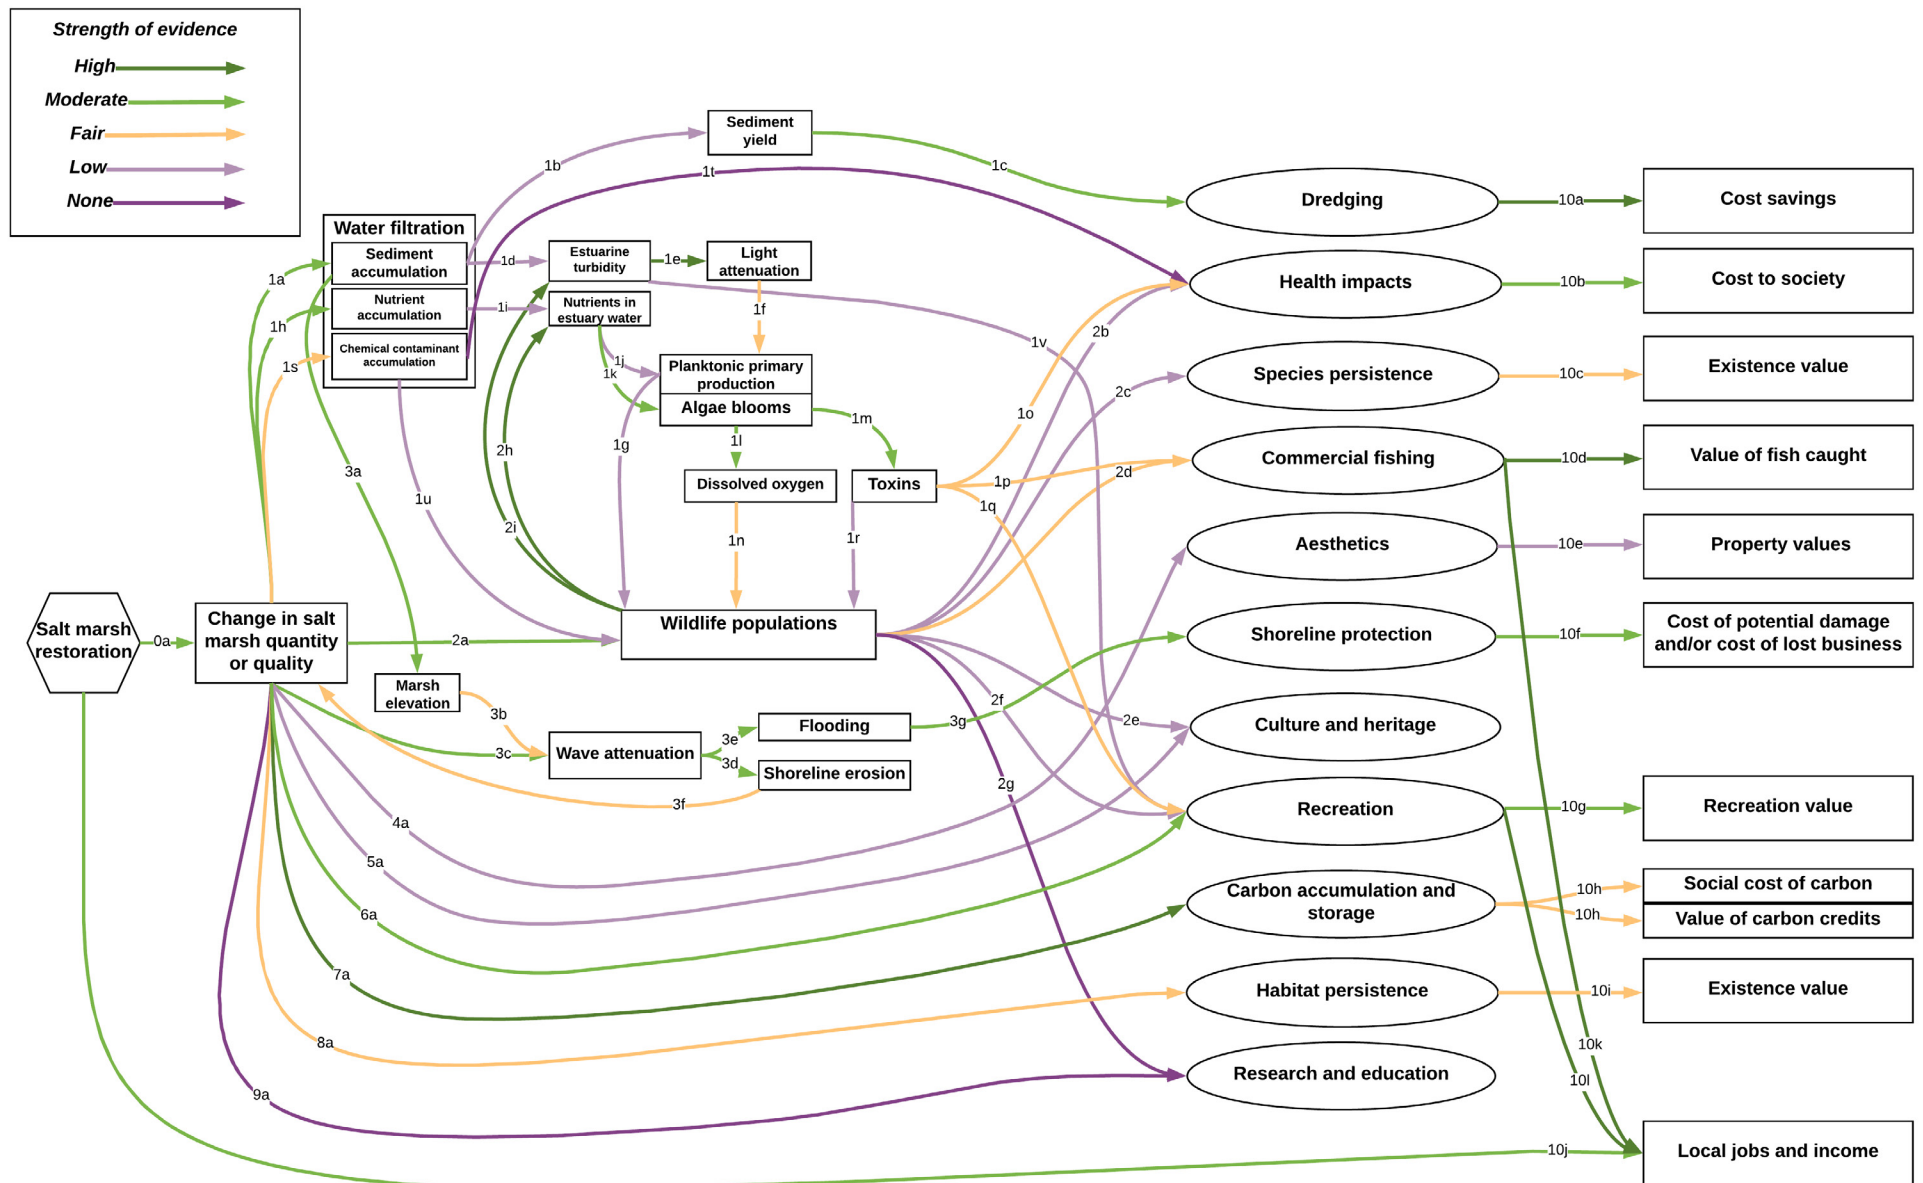 Strength of evidence
High
Moderate
Fair
Low
None
Sediment
yield
1b
1c
1t
Dredging
10a
Cost savings
Water filtration
Sediment
accumulation
1a
1d
Estuarine
turbidity
1e
Light
attenuation
Health impacts
10b
Cost to society
Nutrient
accumulation
1h
1i
Nutrients in
estuary water
1f
2b
1v
Chemical contaminant
accumulation
1s
1j
1k
Planktonic primary
production
Algae blooms
Species persistence
10c
Existence value
2c
1o
1m
1l
1g
2h
3a
1u
2i
Dissolved oxygen
Toxins
1p
2d
1q
Commercial fishing
10d
Value of fish caught
1n
1r
Aesthetics
10e
Property values
Salt marsh
restoration
0a
Change in salt
marsh quantity
or quality
2a
Wildlife populations
Shoreline protection
10f
Cost of potential damage
and/or cost of lost business
Marsh
elevation
3b
3c
Wave attenuation
3e
3d
Flooding
Shoreline erosion
3g
3f
2f
2e
2g
Culture and heritage
4a
5a
6a
7a
8a
9a
Recreation
10g
Recreation value
Carbon accumulation and
storage
10h
10h
Social cost of carbon
Value of carbon credits
Habitat persistence
10i
Existence value
Research and education
10k
10l
10j
Local jobs and income